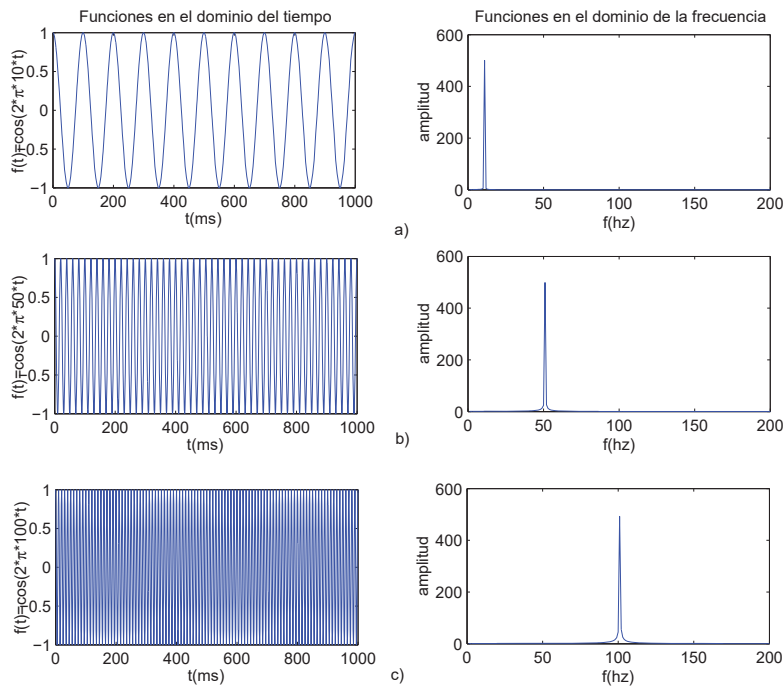 Funciones en el dominio del tiempo
Funciones en el dominio de la frecuencia
f(t)=cos(2*π*10*t)
1
0.5
0
−0.5
−1
0 200 400 600 800 1000
t(ms)
amplitud
600
400
200
0
0 50 100 150 200
f(hz)
a)
f(t)=cos(2*π*50*t)
1
0.5
0
−0.5
−1
0 200 400 600 800 1000
t(ms)
amplitud
600
400
200
0
0 50 100 150 200
f(hz)
b)
f(t)=cos(2*π*100*t)
1
0.5
0
−0.5
−1
0 200 400 600 800 1000
t(ms)
amplitud
600
400
200
0
0 50 100 150 200
f(hz)
c)